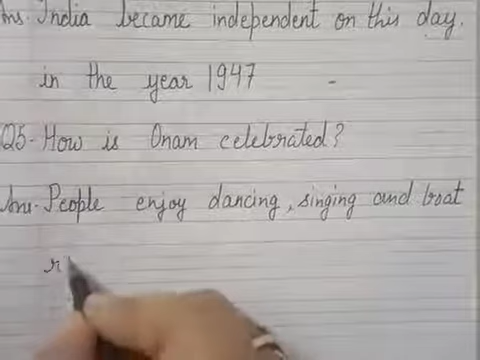 Ans- India became independent on this day.
in the year 1947 -
Q5- How is Onam celebrated?
Ans- People enjoy dancing, singing and boat
r